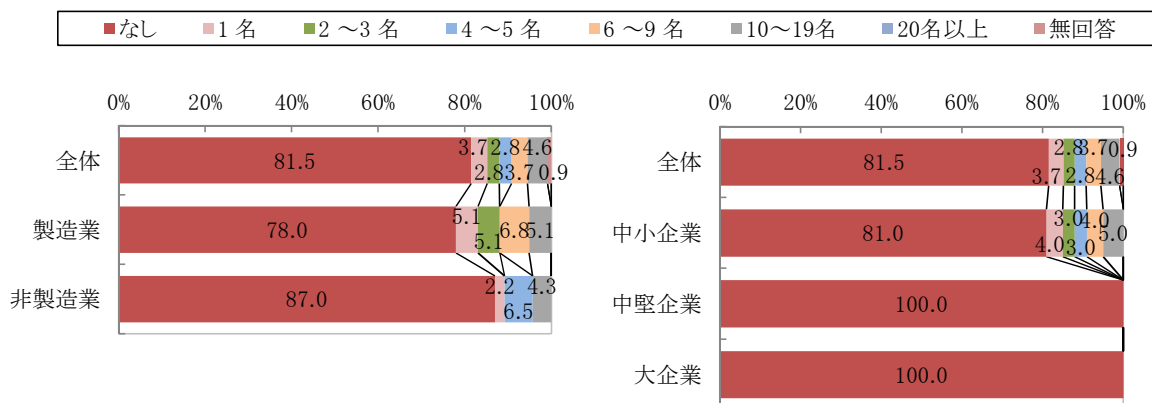 なし 1 名 2 ～3 名 4 ～5 名 6 ～9 名 10～19名 20名以上 無回答
0% 20% 40% 60% 80% 100%
全体 81.5 3.7 2.8 2.8 3.7 4.6 0.9
製造業 78.0 5.1 5.1 6.8 5.1
非製造業 87.0 2.2 6.5 4.3
0% 20% 40% 60% 80% 100%
全体 81.5 3.7 2.8 2.8 3.7 4.6 0.9
中小企業 81.0 4.0 3.0 3.0 4.0 5.0
中堅企業 100.0
大企業 100.0